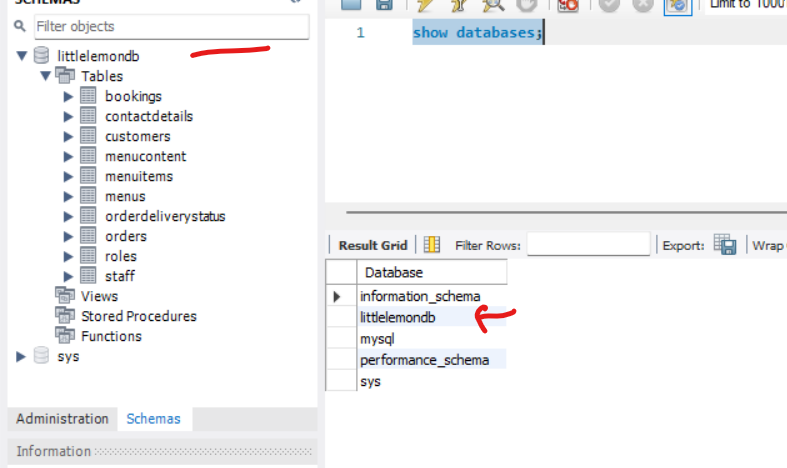 SCHEMAS
Filter objects
littlelemondb
Tables
bookings
contactdetails
customers
menucontent
menuitems
menus
orderdeliverystatus
orders
roles
staff
Views
Stored Procedures
Functions
sys
Administration Schemas
Information
Limit to 1000
1 show databases;
Result Grid Filter Rows: Export: Wrap
Database
information_schema
littlelemondb
mysql
performance_schema
sys